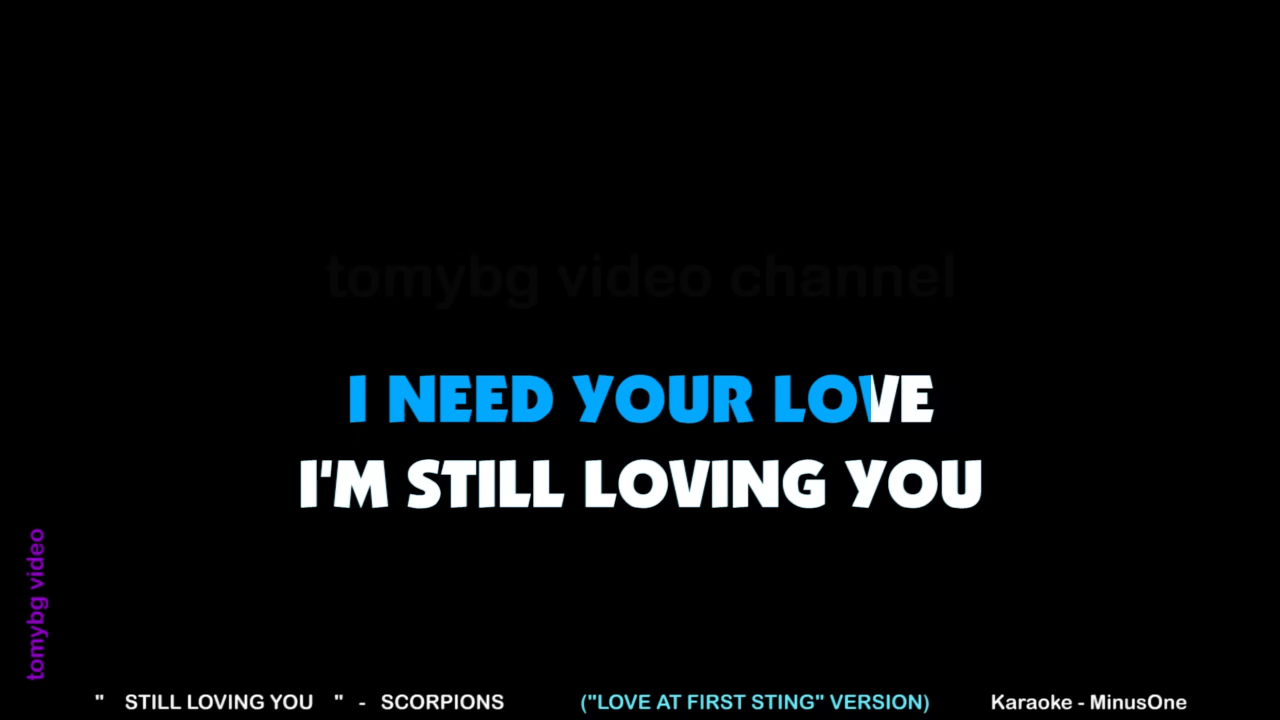 tomybg video channel
I NEED YOUR LOVE
I'M STILL LOVING YOU
tomybg video
" STILL LOVING YOU " - SCORPIONS ("LOVE AT FIRST STING" VERSION) Karaoke - MinusOne